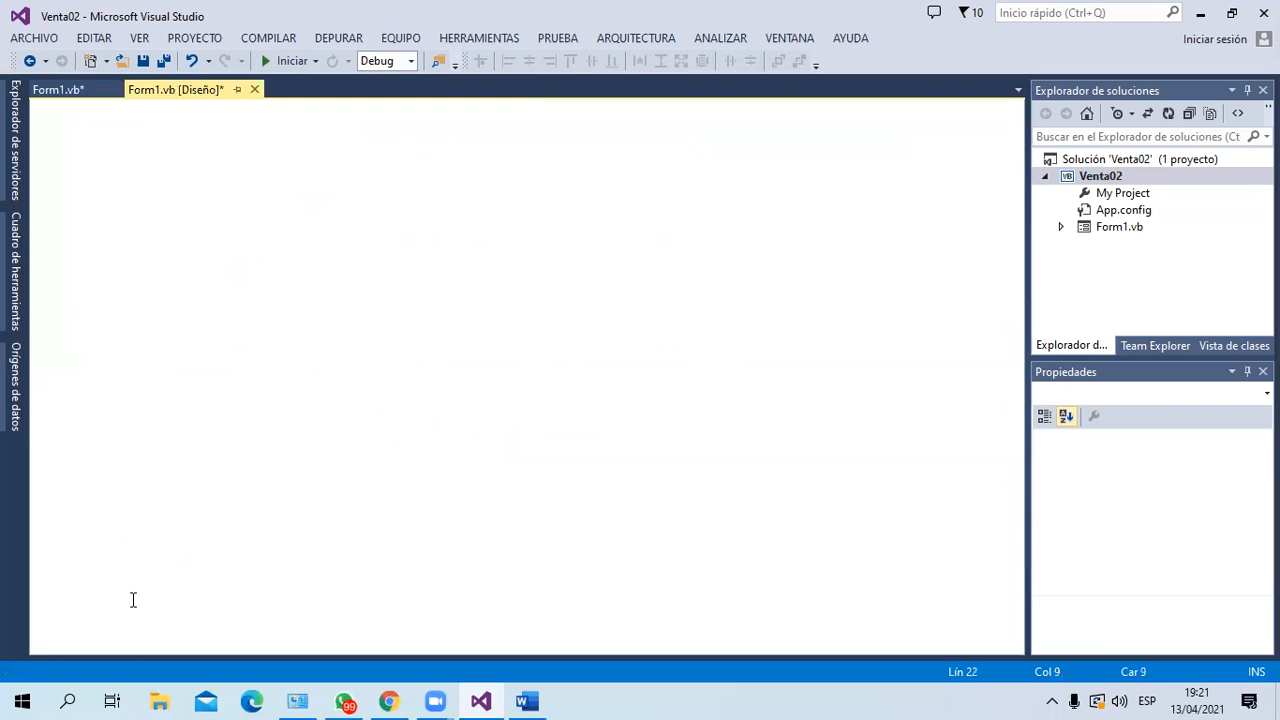 Venta02 - Microsoft Visual Studio
10
Inicio rápido (Ctrl+Q)
ARCHIVO EDITAR VER PROYECTO COMPILAR DEPURAR EQUIPO HERRAMIENTAS PRUEBA ARQUITECTURA ANALIZAR VENTANA AYUDA
Iniciar sesión
Iniciar Debug
Form1.vb* Form1.vb [Diseño]*
Explorador de servidores
Cuadro de herramientas
Orígenes de datos
Explorador de soluciones
Buscar en el Explorador de soluciones (Ct
Solución 'Venta02' (1 proyecto)
VB Venta02
My Project
App.config
Form1.vb
Explorador d... Team Explorer Vista de clases
Propiedades
Lín 22 Col 9 Car 9 INS
99
ESP
19:21
13/04/2021
3